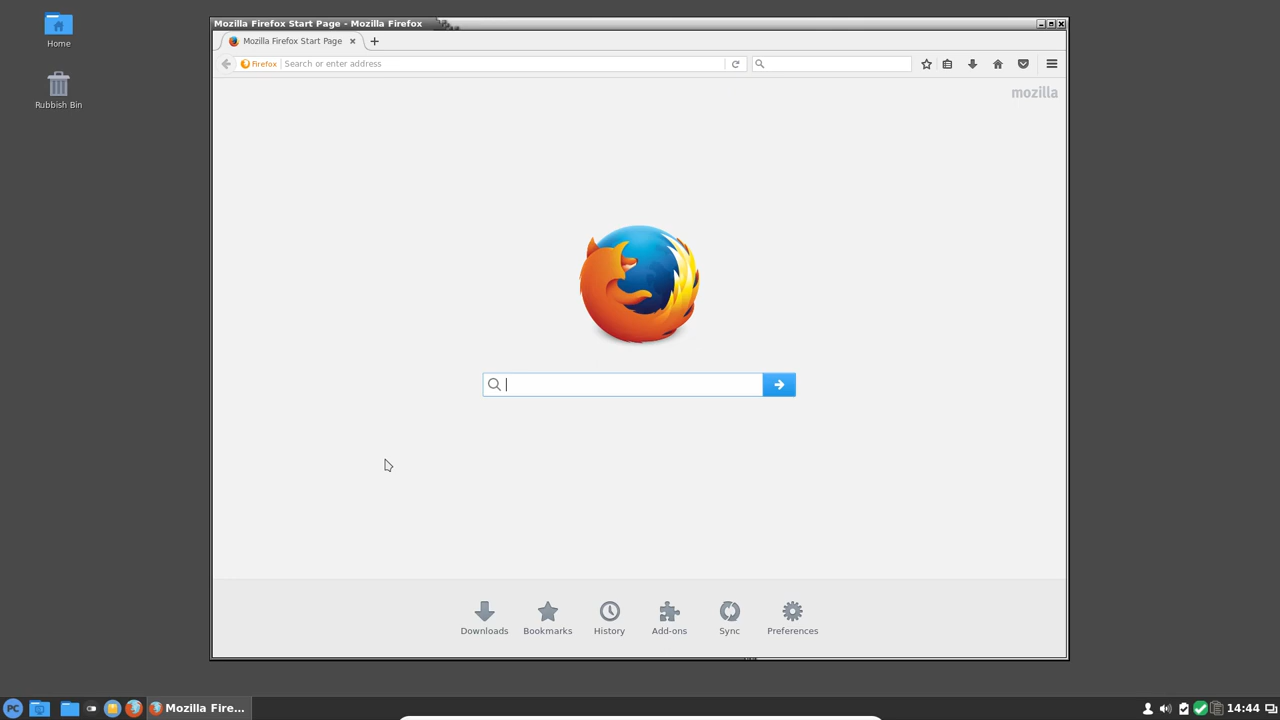 Mozilla Firefox Start Page - Mozilla Firefox
Home
Mozilla Firefox Start Page
Firefox
Search or enter address
mozilla
Rubbish Bin
Downloads
Bookmarks
History
Add-ons
Sync
Preferences
PC
Mozilla Fire...
14:44